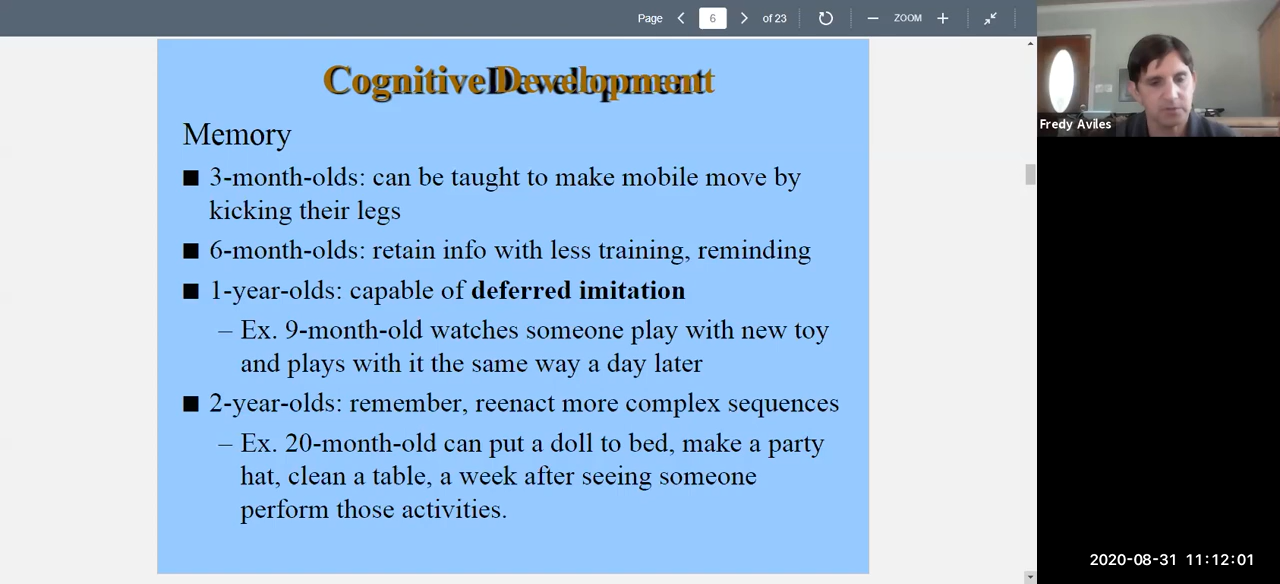 Page 6 of 23 ZOOM
Cognitive Development
Memory
■ 3-month-olds: can be taught to make mobile move by
kicking their legs
■ 6-month-olds: retain info with less training, reminding
■ 1-year-olds: capable of deferred imitation
– Ex. 9-month-old watches someone play with new toy
and plays with it the same way a day later
■ 2-year-olds: remember, reenact more complex sequences
– Ex. 20-month-old can put a doll to bed, make a party
hat, clean a table, a week after seeing someone
perform those activities.
Fredy Aviles
2020-08-31 11:12:01